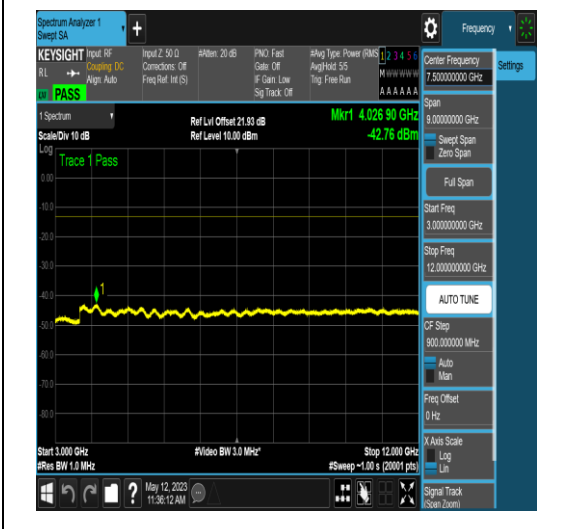 Spectrum Analyzer 1
Swept SA
+
Frequency
KEYSIGHT
RL
Input: RF
Coupling: DC
Align: Auto
Input Z: 50 Ω
Corrections: Off
Freq Ref: Int (S)
#Atten: 20 dB
PNO: Fast
Gate: Off
IF Gain: Low
Sig Track: Off
#Avg Type: Power (RMS
Avg|Hold: 5/5
Trig: Free Run
1 2 3 4 5 6
M W W W W W
A A A A A A
PASS
1 Spectrum
Scale/Div 10 dB
Ref Lvl Offset 21.93 dB
Ref Level 10.00 dBm
Mkr1 4.026 90 GHz
-42.76 dBm
Log
Trace 1 Pass
0.00
-10.0
-20.0
-30.0
-40.0
-50.0
-60.0
-70.0
-80.0
1
Start 3.000 GHz
#Res BW 1.0 MHz
#Video BW 3.0 MHz*
Stop 12.000 GHz
#Sweep ~1.00 s (20001 pts)
?
May 12, 2023
11:36:12 AM
Settings
Center Frequency
7.500000000 GHz
Span
9.00000000 GHz
Swept Span
Zero Span
Full Span
Start Freq
3.000000000 GHz
Stop Freq
12.000000000 GHz
AUTO TUNE
CF Step
900.000000 MHz
Auto
Man
Freq Offset
0 Hz
X Axis Scale
Log
Lin
Signal Track
(Span Zoom)